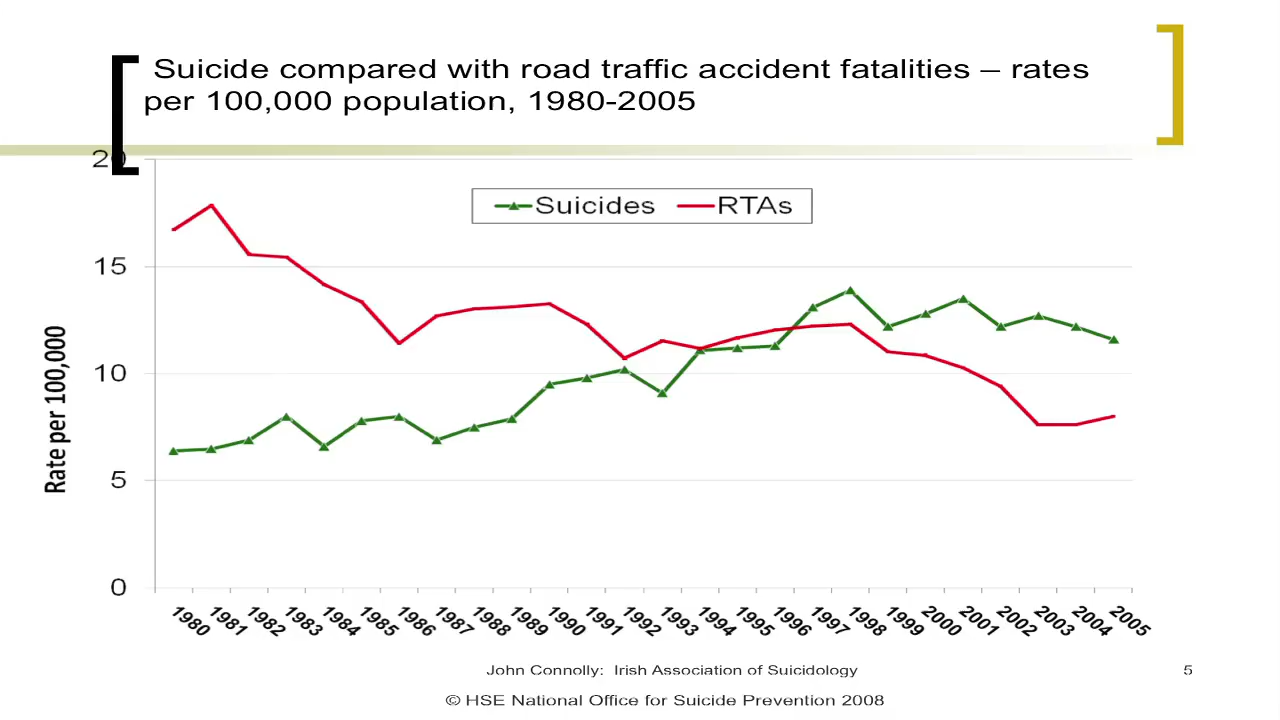 Suicide compared with road traffic accident fatalities – rates
per 100,000 population, 1980-2005
20
Suicides RTAs
15
10
5
0
Rate per 100,000
1980 1981 1982 1983 1984 1985 1986 1987 1988 1989 1990 1991 1992 1993 1994 1995 1996 1997 1998 1999 2000 2001 2002 2003 2004 2005
John Connolly: Irish Association of Suicidology 5
© HSE National Office for Suicide Prevention 2008